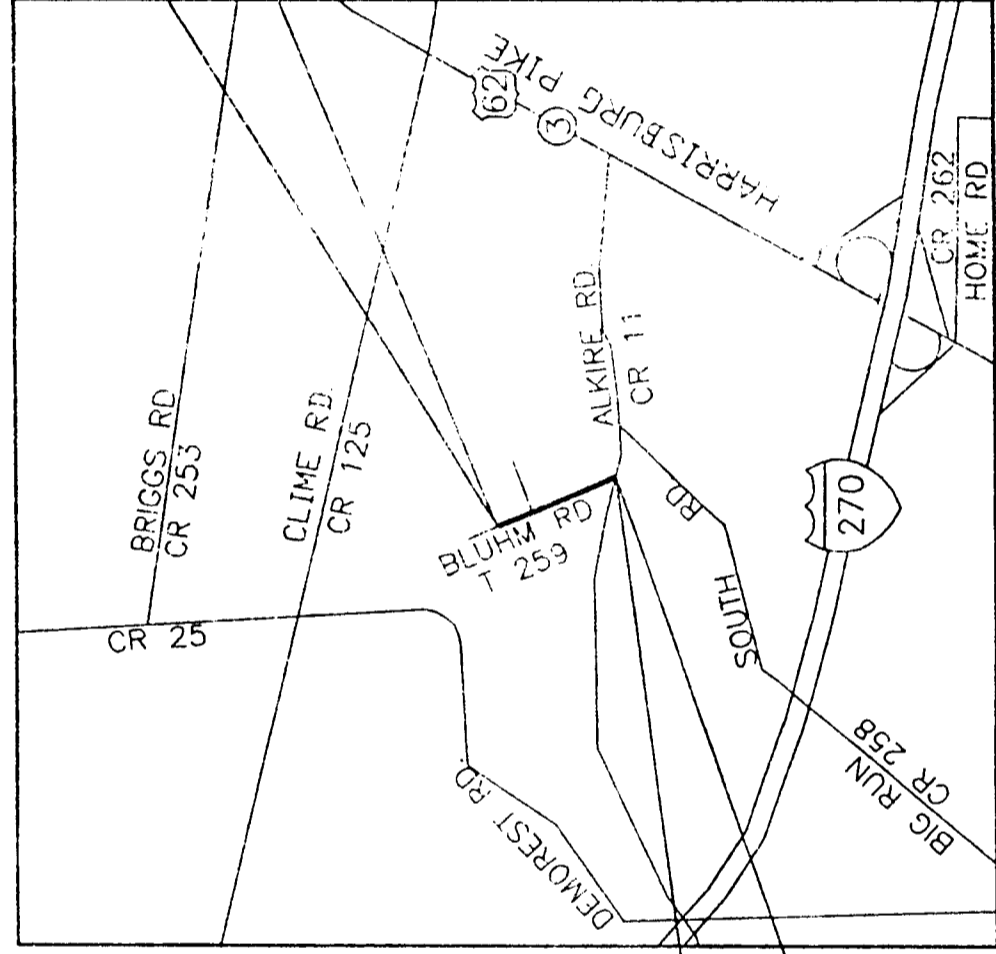 62
HARRISBURG PIKE
3
BRIGGS RD
CR 253
CLIME RD
CR 125
ALKIRE RD
CR 11
CR 262
HOME RD
BLUHM RD
T 259
270
CR 25
RD
SOUTH
BIG RUN
CR 258
DEMOREST RD.